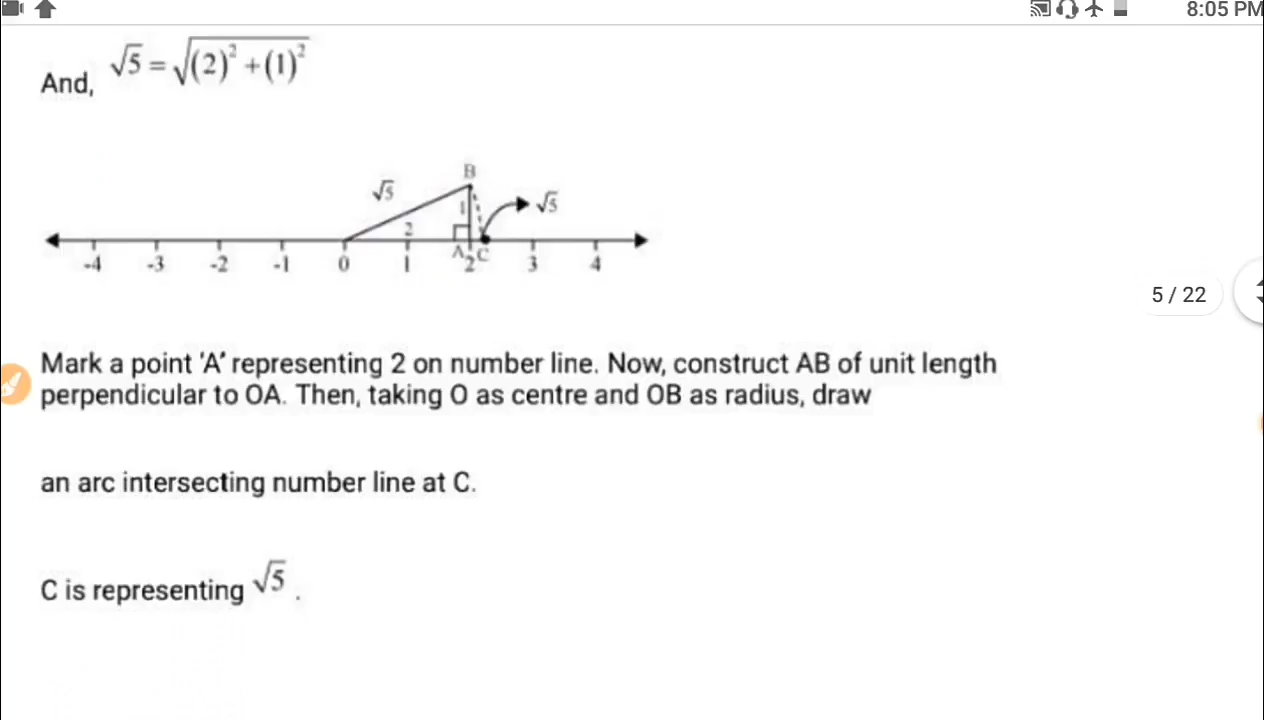 8:05 PM
And, √5 = √(2)² + (1)²
B
√5
1
√5
2
A C
-4 -3 -2 -1 0 1 2 3 4
5 / 22
Mark a point 'A' representing 2 on number line. Now, construct AB of unit length
perpendicular to OA. Then, taking O as centre and OB as radius, draw
an arc intersecting number line at C.
C is representing √5 .